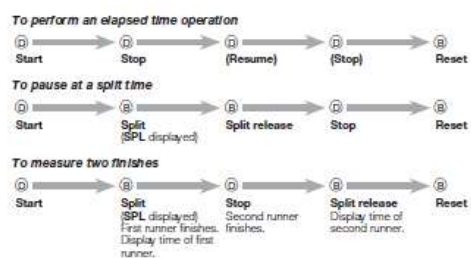 To perform an elapsed time operation
D D D D B
Start Stop (Resume) (Stop) Reset
To pause at a split time
D B B D B
Start Split Split release Stop Reset
(SPL displayed)
To measure two finishes
D B D B B
Start Split Stop Split release Reset
(SPL displayed) Second runner Display time of
First runner finishes. finishes. second runner.
Display time of first
runner.